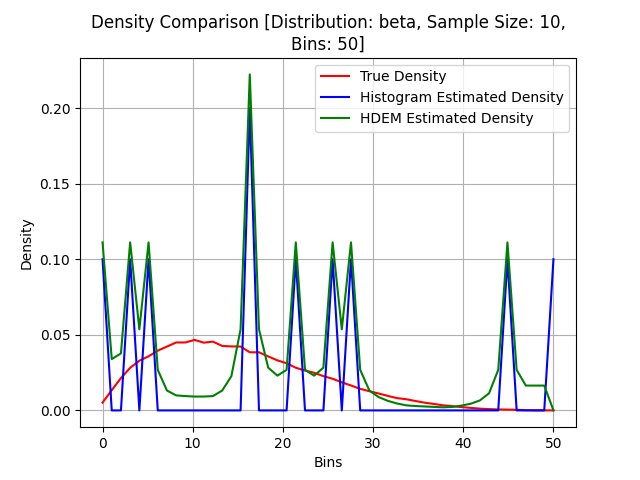 Density Comparison [Distribution: beta, Sample Size: 10,
Bins: 50]
True Density
Histogram Estimated Density
HDEM Estimated Density
Density
0.20
0.15
0.10
0.05
0.00
0 10 20 30 40 50
Bins